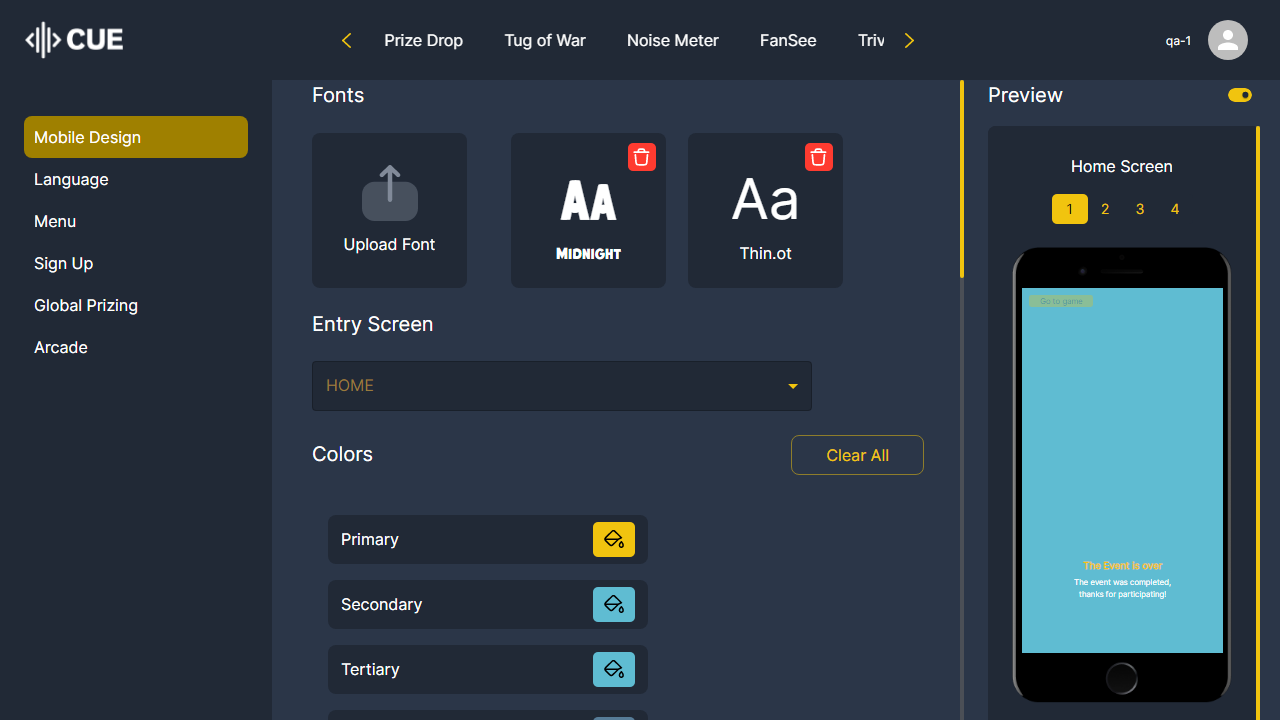 CUE
Prize Drop
Tug of War
Noise Meter
FanSee
Triv
qa-1
Mobile Design
Language
Menu
Sign Up
Global Prizing
Arcade
Fonts
Upload Font
AA
MIDNIGHT
Aa
Thin.ot
Entry Screen
HOME
Colors
Clear All
Primary
Secondary
Tertiary
Preview
Home Screen
1 2 3 4
Go to game
The Event is over
The event was completed,
thanks for participating!